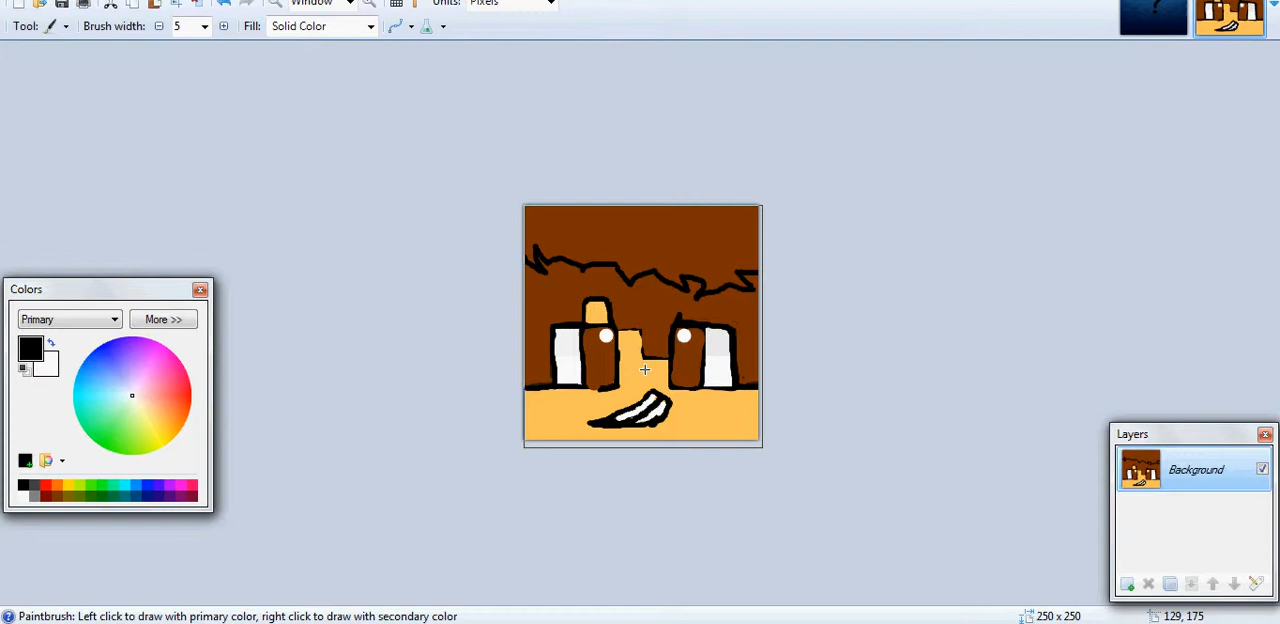 Window Units: Pixels
Tool: Brush width: 5 Fill: Solid Color
Colors
Primary More >>
Layers
Background
Paintbrush: Left click to draw with primary color, right click to draw with secondary color 250 x 250 129, 175